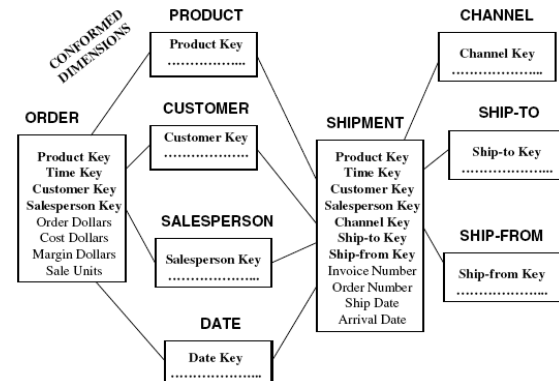 CONFORMED
DIMENSIONS
PRODUCT
Product Key
………………...
CUSTOMER
Customer Key
……………….
SALESPERSON
Salesperson Key
………………...
DATE
Date Key
………………...
ORDER
Product Key
Time Key
Customer Key
Salesperson Key
Order Dollars
Cost Dollars
Margin Dollars
Sale Units
SHIPMENT
Product Key
Time Key
Customer Key
Salesperson Key
Channel Key
Ship-to Key
Ship-from Key
Invoice Number
Order Number
Ship Date
Arrival Date
CHANNEL
Channel Key
………………...
SHIP-TO
Ship-to Key
………………...
SHIP-FROM
Ship-from Key
………………...